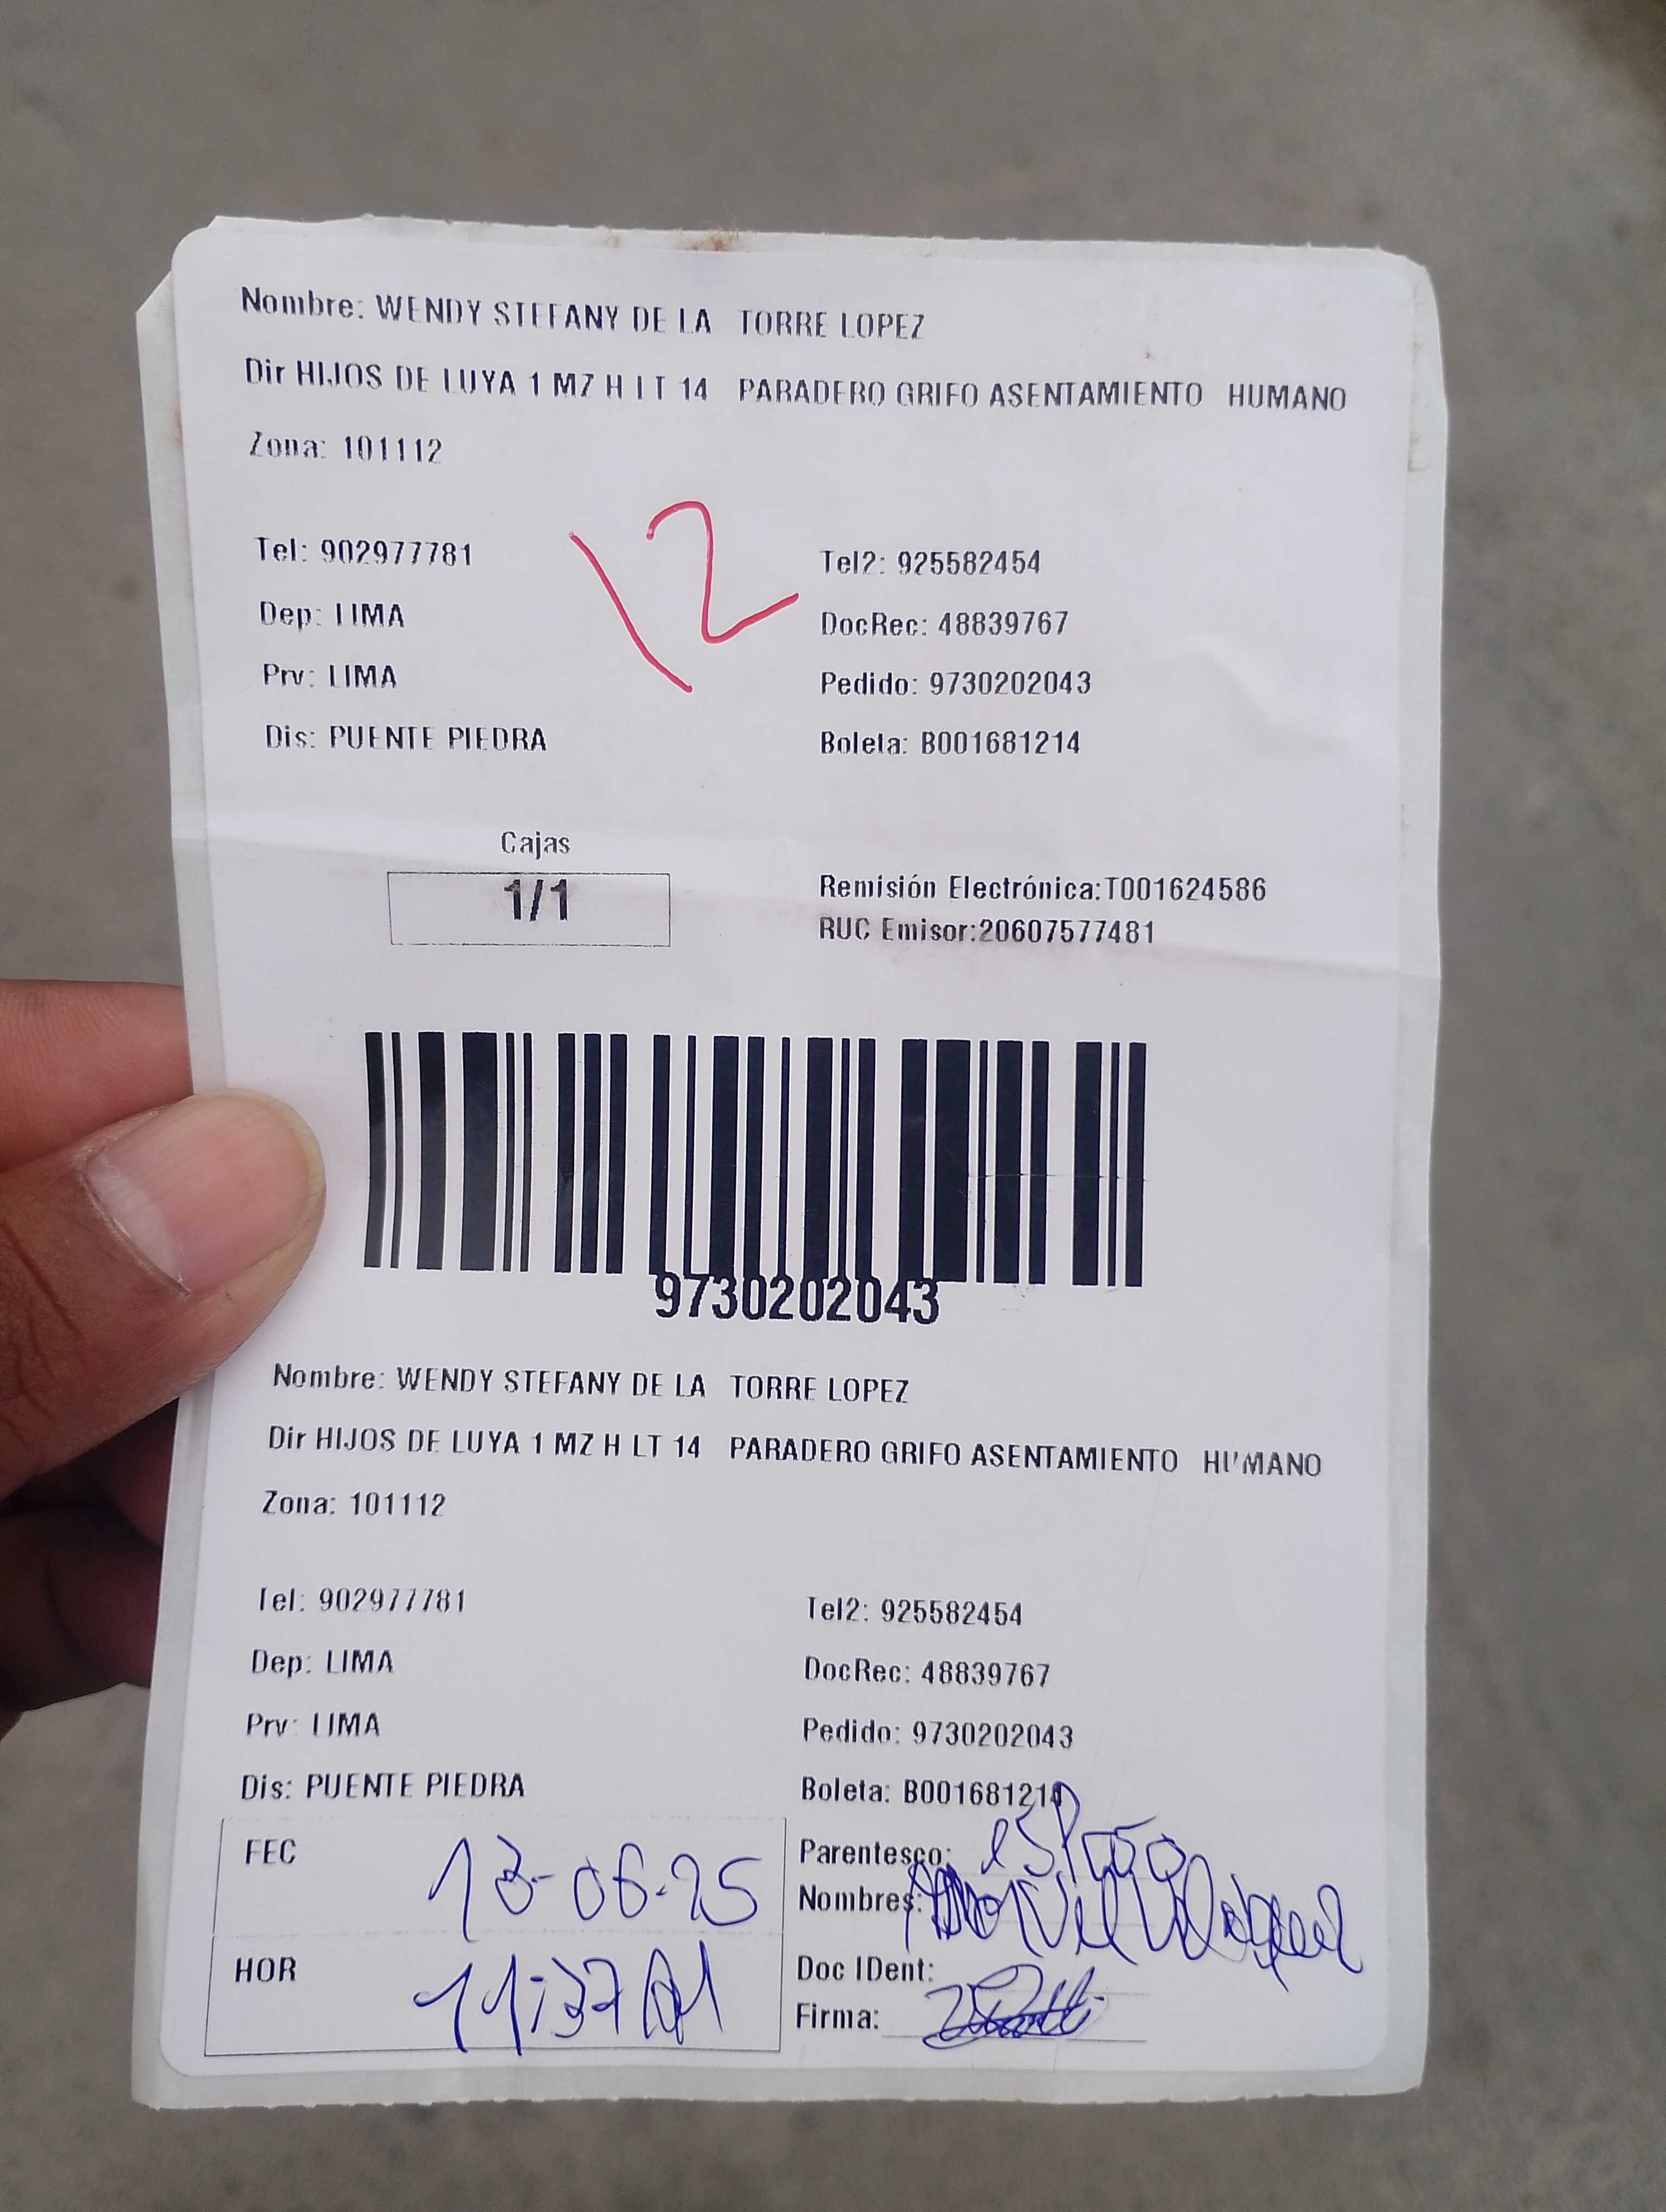 Nombre: WENDY STEFANY DE LA TORRE LOPEZ
Dir HIJOS DE LUYA 1 MZ H LT 14 PARADERO GRIFO ASENTAMIENTO HUMANO
Zona: 101112
12
Tel: 902977781 Tel2: 925582454
Dep: LIMA DocRec: 48839767
Prv: LIMA Pedido: 9730202043
Dis: PUENTE PIEDRA Boleta: B001681214
Cajas
1/1
Remisión Electrónica:T001624586
RUC Emisor:20607577481
9730202043
Nombre: WENDY STEFANY DE LA TORRE LOPEZ
Dir HIJOS DE LUYA 1 MZ H LT 14 PARADERO GRIFO ASENTAMIENTO HUMANO
Zona: 101112
Tel: 902977781 Tel2: 925582454
Dep: LIMA DocRec: 48839767
Prv: LIMA Pedido: 9730202043
Dis: PUENTE PIEDRA Boleta: B001681214
FEC 13-06-25 Parentesco: esposo
Nombres:
HOR 11:37 AM Doc IDent:
Firma: